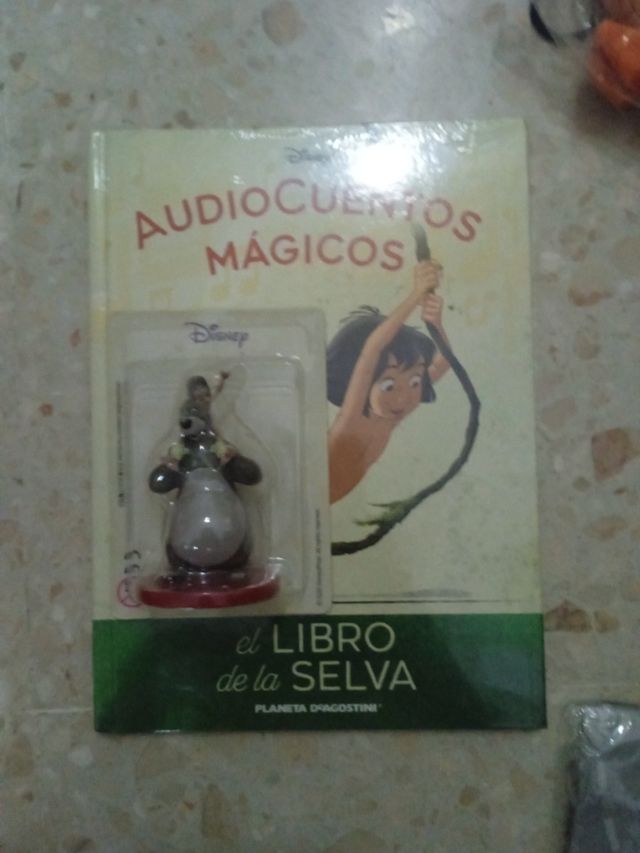 Disney
AUDIOCUENTOS
MÁGICOS
Disney
el LIBRO
de la SELVA
PLANETA DEAGOSTINI